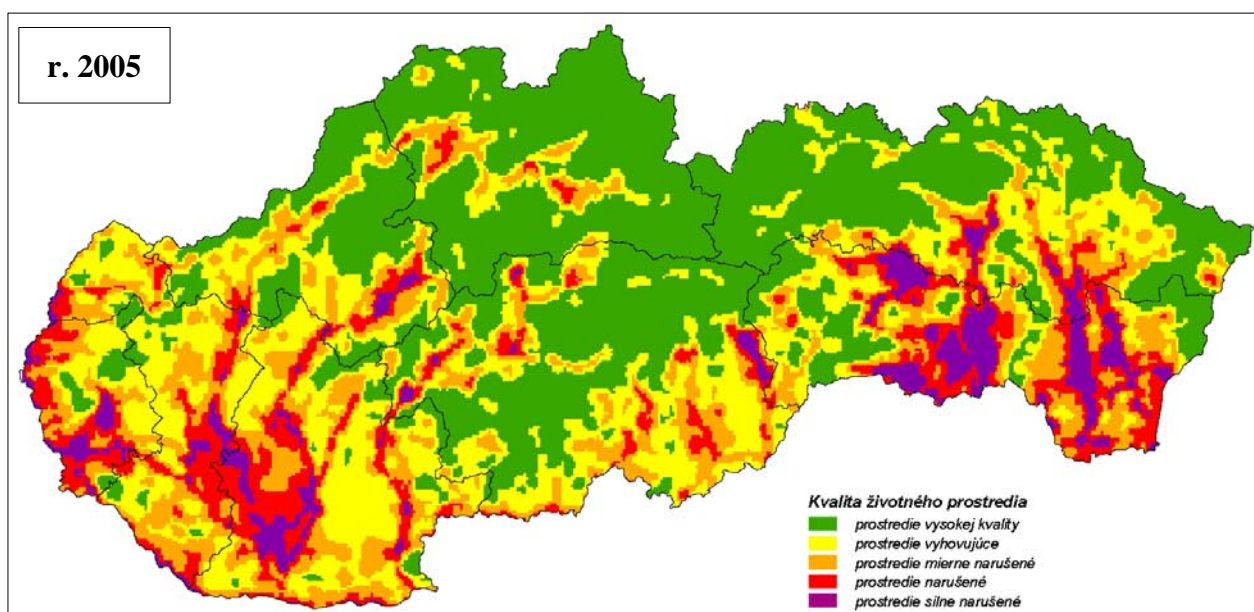 r. 2005
Kvalita životného prostredia
prostredie vysokej kvality
prostredie vyhovujúce
prostredie mierne narušené
prostredie narušené
prostredie silne narušené